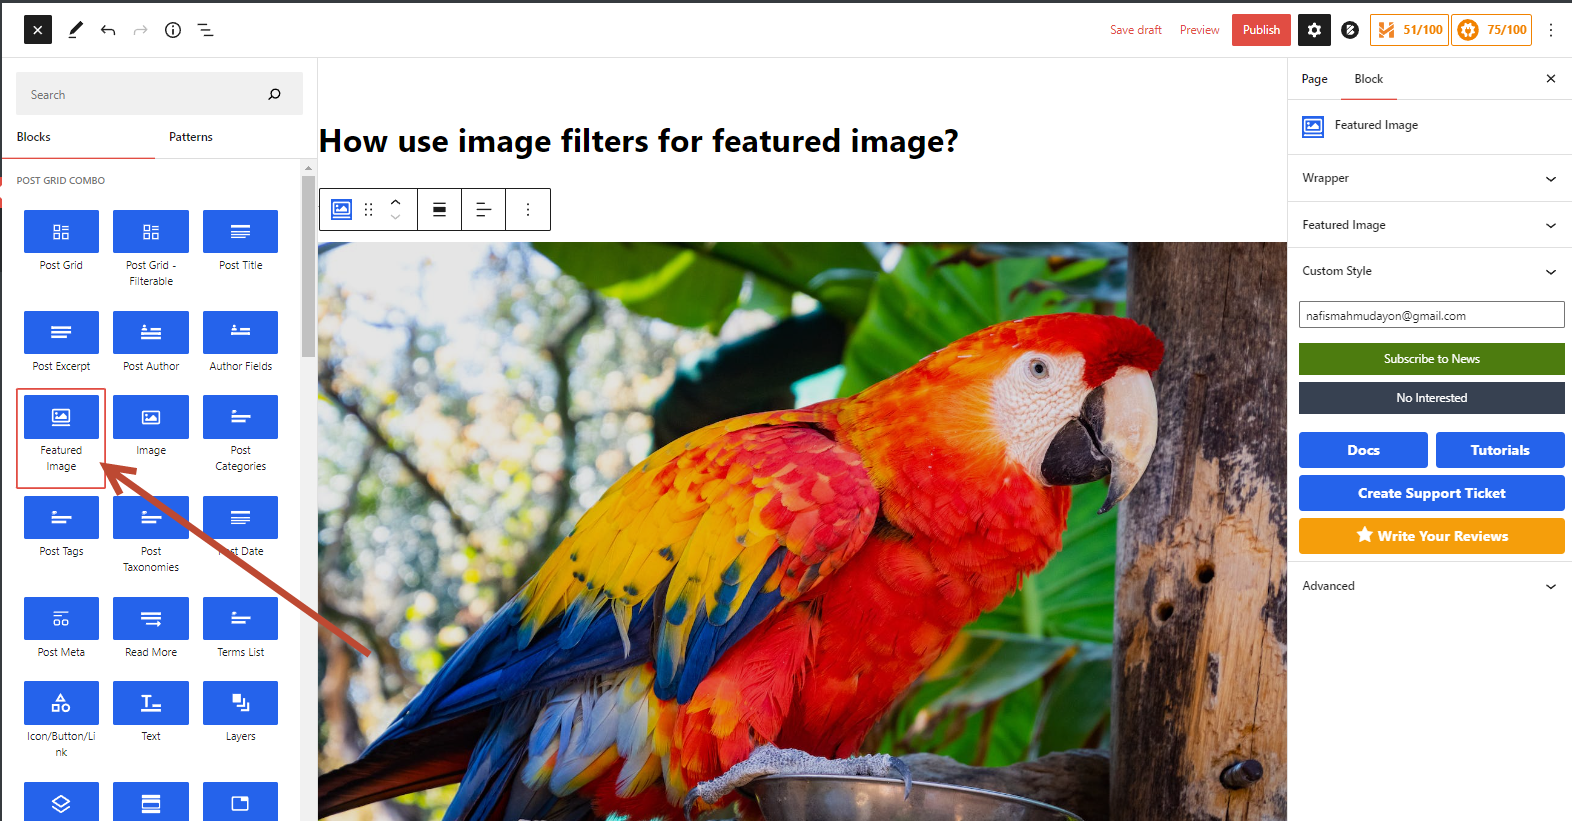 Save draft
Preview
Publish
51/100
75/100
Search
Blocks
Patterns
POST GRID COMBO
Post Grid
Post Grid -
Filterable
Post Title
Post Excerpt
Post Author
Author Fields
Featured
Image
Image
Post
Categories
Post Tags
Post
Taxonomies
Post Date
Post Meta
Read More
Terms List
Icon/Button/Li
nk
Text
Layers
How use image filters for featured image?
Page
Block
Featured Image
Wrapper
Featured Image
Custom Style
nafismahmudayon@gmail.com
Subscribe to News
No Interested
Docs
Tutorials
Create Support Ticket
Write Your Reviews
Advanced